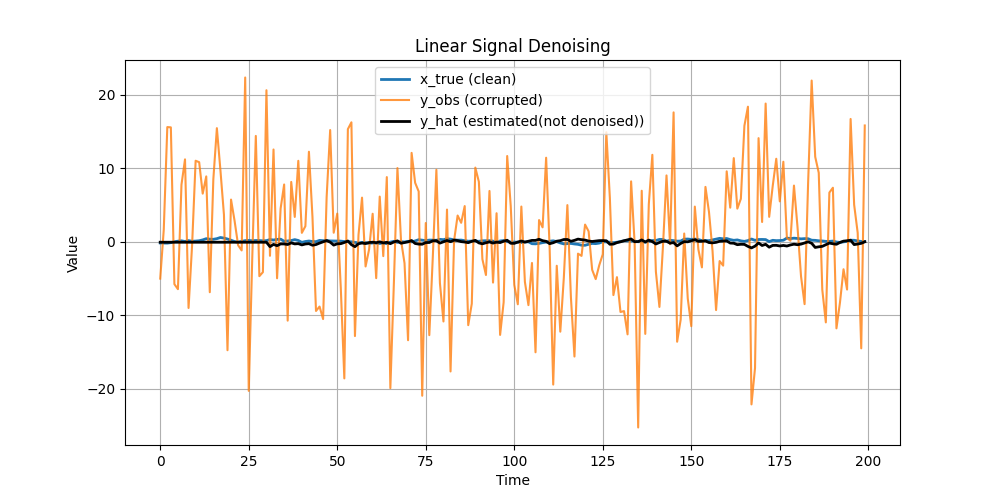 Linear Signal Denoising
x_true (clean)
y_obs (corrupted)
y_hat (estimated(not denoised))
Value
20
10
0
−10
−20
0 25 50 75 100 125 150 175 200
Time